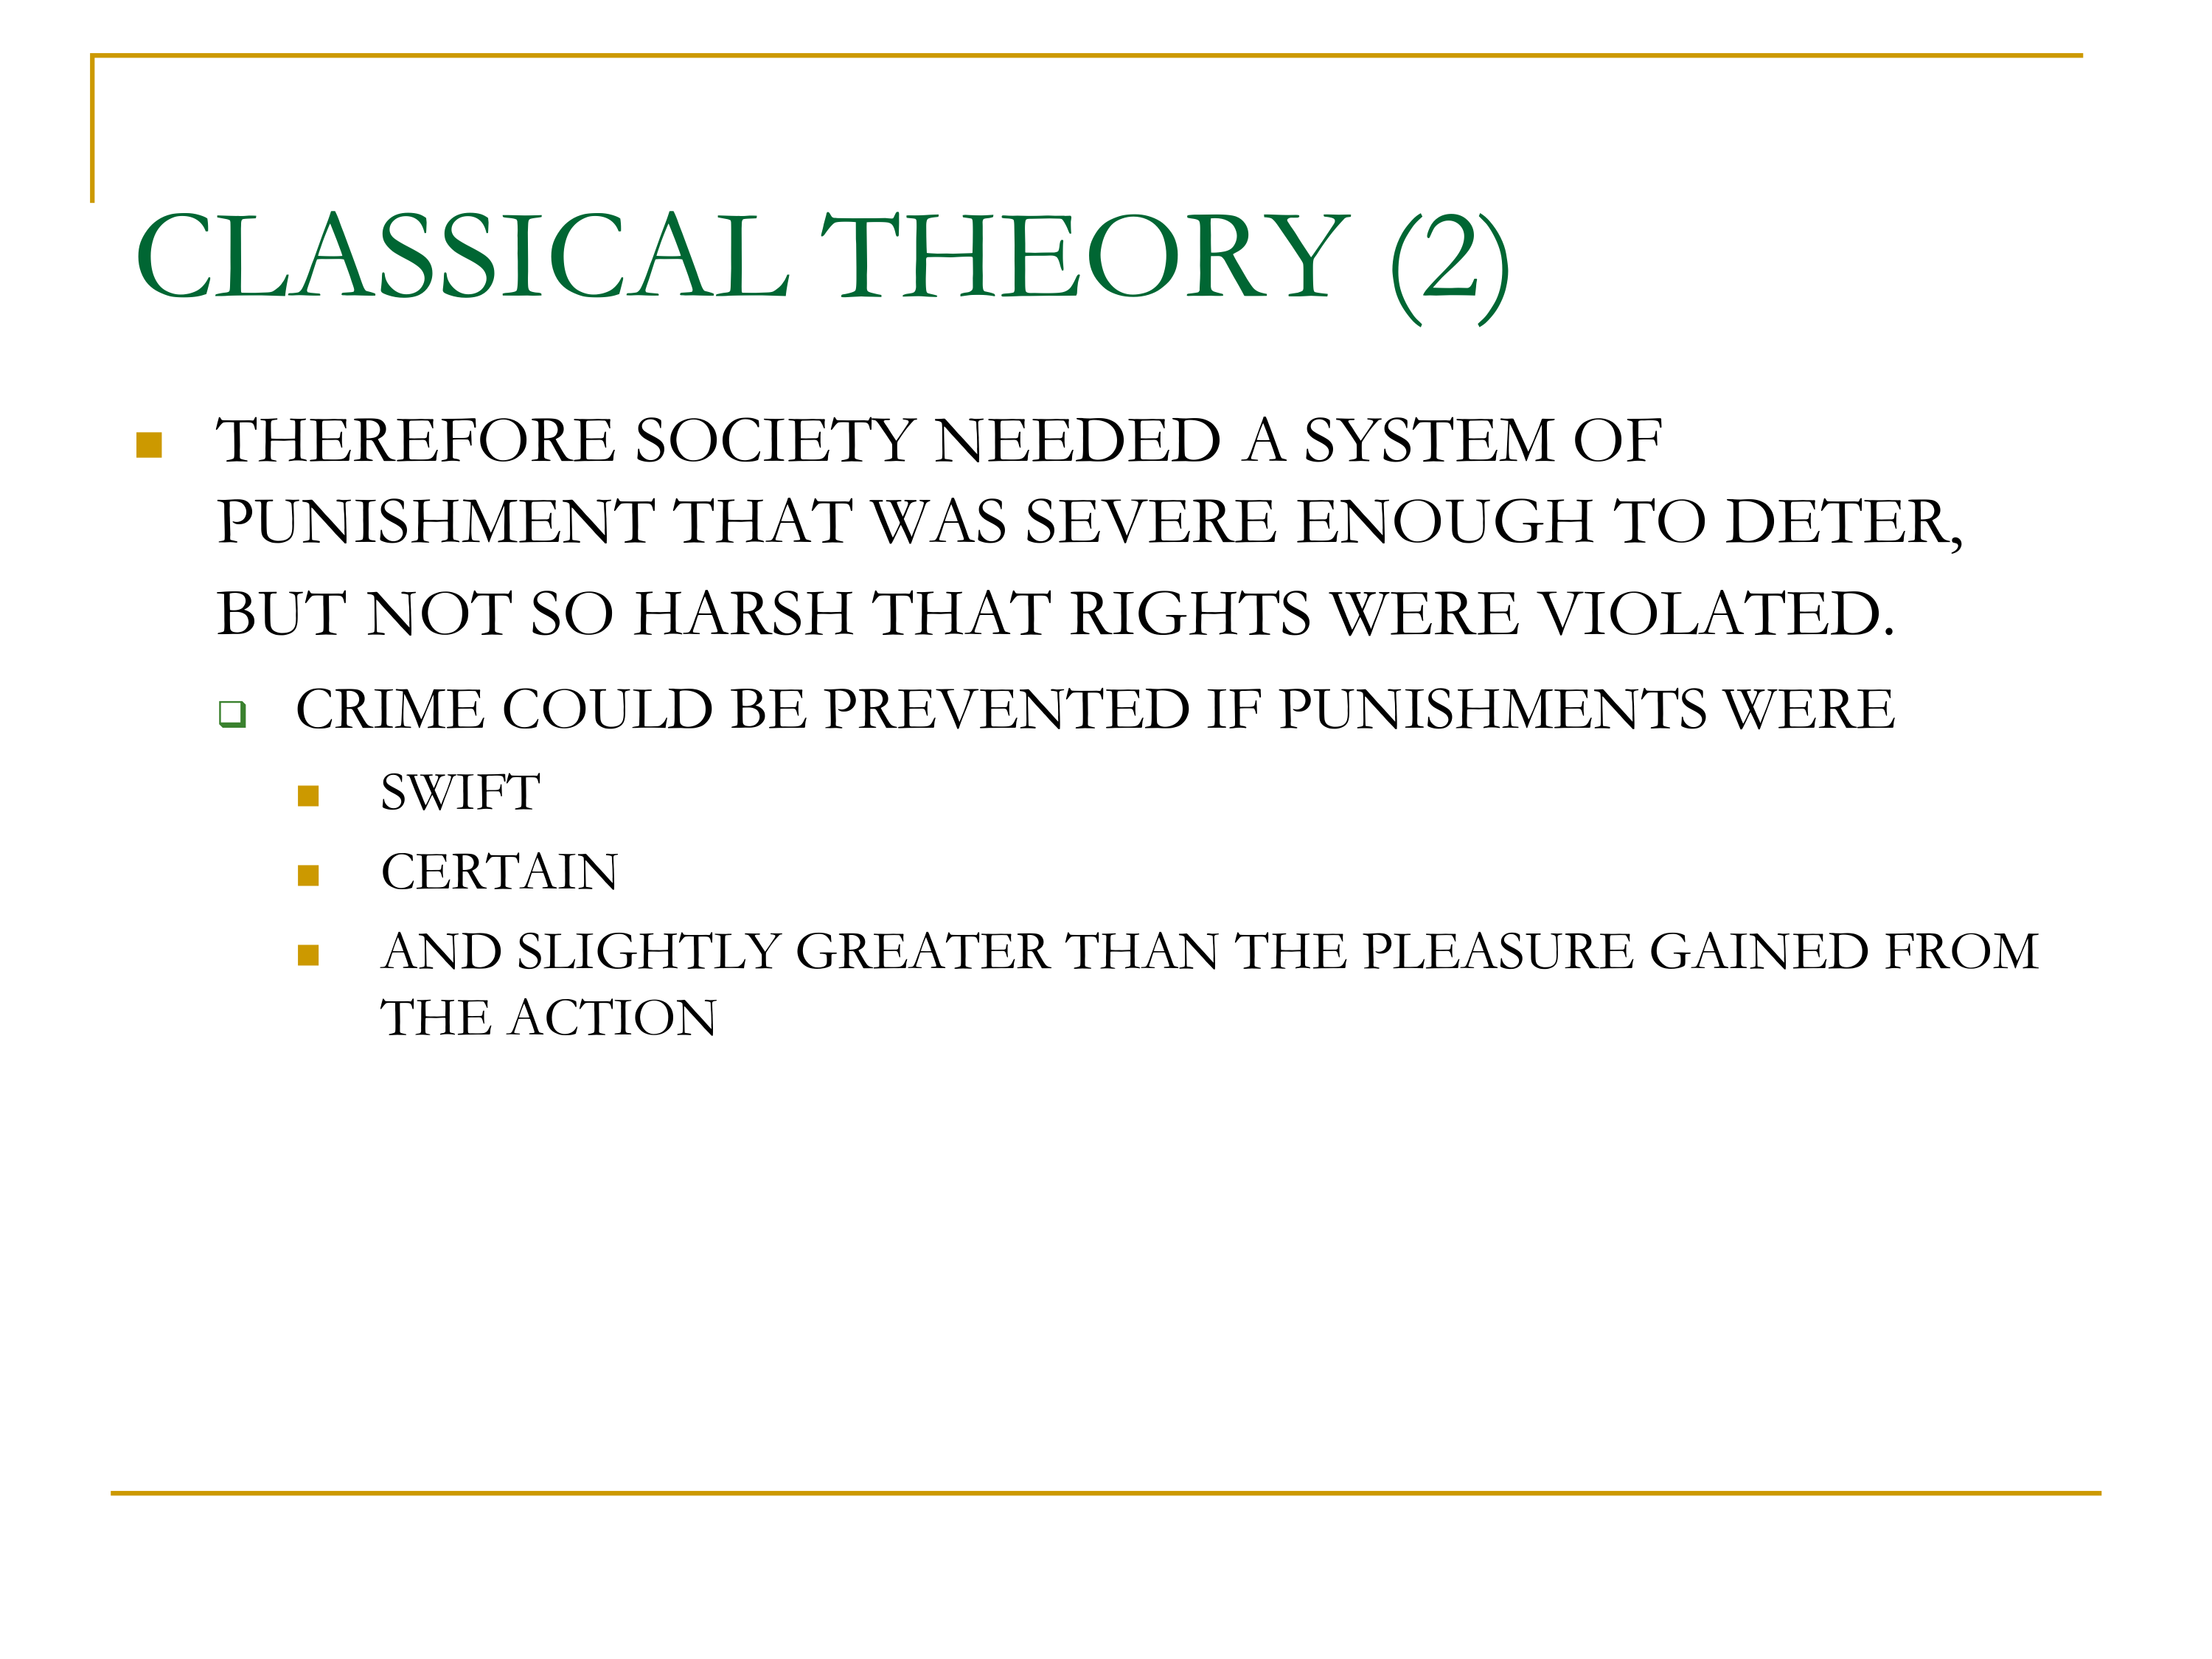 CLASSICAL THEORY (2)
THEREFORE SOCIETY NEEDED A SYSTEM OF
PUNISHMENT THAT WAS SEVERE ENOUGH TO DETER,
BUT NOT SO HARSH THAT RIGHTS WERE VIOLATED.
CRIME COULD BE PREVENTED IF PUNISHMENTS WERE
SWIFT
CERTAIN
AND SLIGHTLY GREATER THAN THE PLEASURE GAINED FROM
THE ACTION